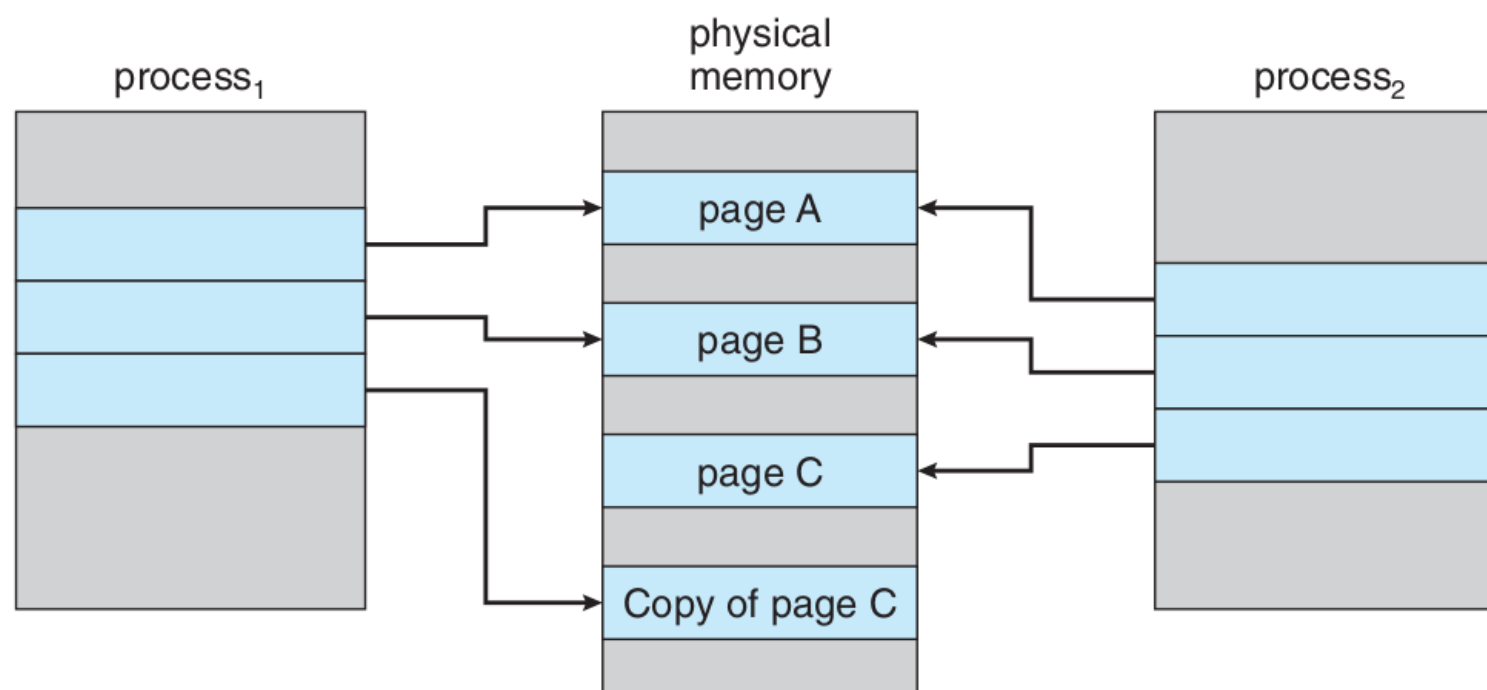 process₁
physical
memory
process₂
page A
page B
page C
Copy of page C